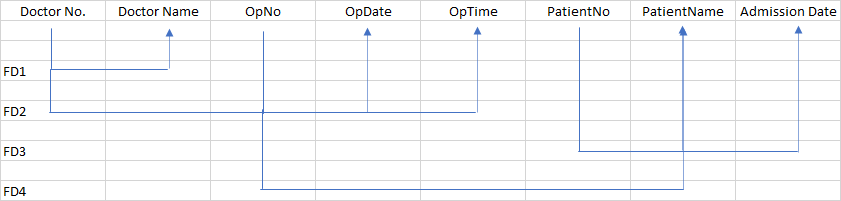 Doctor No. Doctor Name OpNo OpDate OpTime PatientNo PatientName Admission Date
FD1
FD2
FD3
FD4